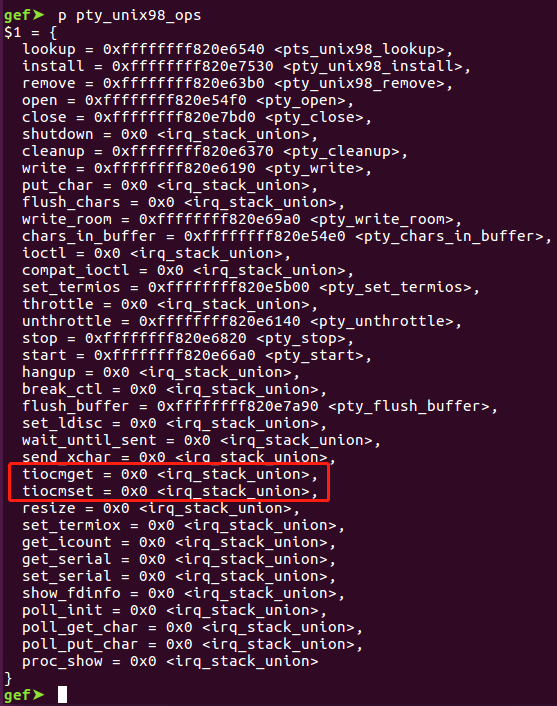 gef➤  p pty_unix98_ops
$1 = {
  lookup = 0xffffffff820e6540 <pts_unix98_lookup>,
  install = 0xffffffff820e7530 <pty_unix98_install>,
  remove = 0xffffffff820e63b0 <pty_unix98_remove>,
  open = 0xffffffff820e54f0 <pty_open>,
  close = 0xffffffff820e7bd0 <pty_close>,
  shutdown = 0x0 <irq_stack_union>,
  cleanup = 0xffffffff820e6370 <pty_cleanup>,
  write = 0xffffffff820e6190 <pty_write>,
  put_char = 0x0 <irq_stack_union>,
  flush_chars = 0x0 <irq_stack_union>,
  write_room = 0xffffffff820e69a0 <pty_write_room>,
  chars_in_buffer = 0xffffffff820e54e0 <pty_chars_in_buffer>,
  ioctl = 0x0 <irq_stack_union>,
  compat_ioctl = 0x0 <irq_stack_union>,
  set_termios = 0xffffffff820e5b00 <pty_set_termios>,
  throttle = 0x0 <irq_stack_union>,
  unthrottle = 0xffffffff820e6140 <pty_unthrottle>,
  stop = 0xffffffff820e6820 <pty_stop>,
  start = 0xffffffff820e66a0 <pty_start>,
  hangup = 0x0 <irq_stack_union>,
  break_ctl = 0x0 <irq_stack_union>,
  flush_buffer = 0xffffffff820e7a90 <pty_flush_buffer>,
  set_ldisc = 0x0 <irq_stack_union>,
  wait_until_sent = 0x0 <irq_stack_union>,
  send_xchar = 0x0 <irq_stack_union>,
  tiocmget = 0x0 <irq_stack_union>,
  tiocmset = 0x0 <irq_stack_union>,
  resize = 0x0 <irq_stack_union>,
  set_termiox = 0x0 <irq_stack_union>,
  get_icount = 0x0 <irq_stack_union>,
  get_serial = 0x0 <irq_stack_union>,
  set_serial = 0x0 <irq_stack_union>,
  show_fdinfo = 0x0 <irq_stack_union>,
  poll_init = 0x0 <irq_stack_union>,
  poll_get_char = 0x0 <irq_stack_union>,
  poll_put_char = 0x0 <irq_stack_union>,
  proc_show = 0x0 <irq_stack_union>
}
gef➤